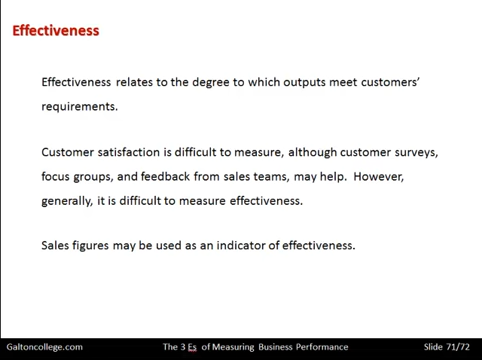 Effectiveness
Effectiveness relates to the degree to which outputs meet customers’
requirements.
Customer satisfaction is difficult to measure, although customer surveys,
focus groups, and feedback from sales teams, may help. However,
generally, it is difficult to measure effectiveness.
Sales figures may be used as an indicator of effectiveness.
Galtoncollege.com The 3 Es of Measuring Business Performance Slide 71/72